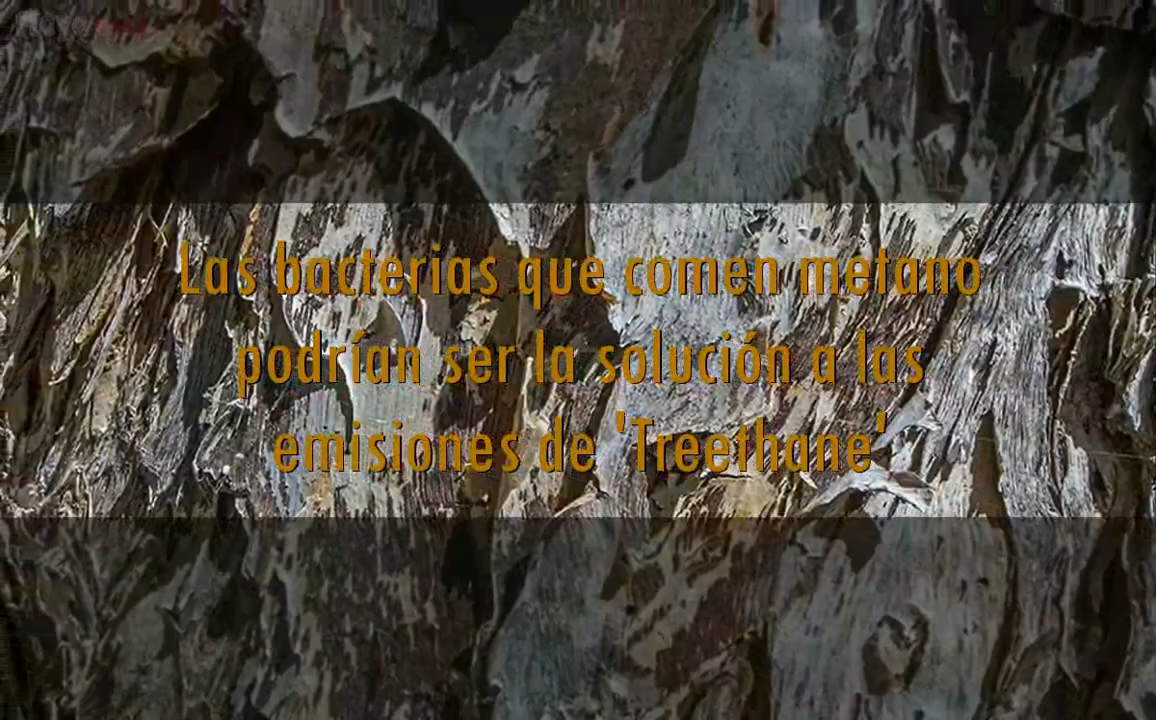 Las bacterias que comen metano
podrían ser la solución a las
emisiones de 'Treethane'